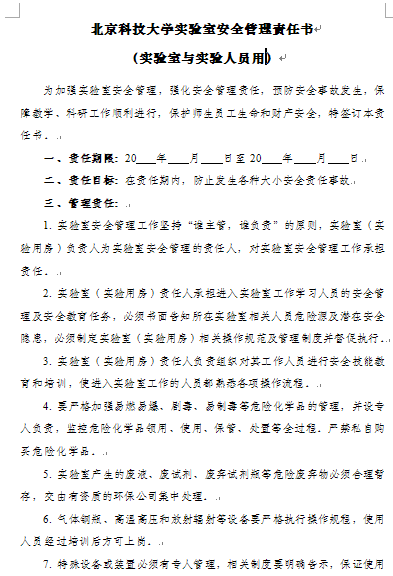 北京科技大学实验室安全管理责任书
（实验室与实验人员用）
为加强实验室安全管理，强化安全管理责任，预防安全事故发生，保
障教学、科研工作顺利进行，保护师生员工生命和财产安全，特签订本责
任书。
一、责任期限：20___年___月___日至 20___年___月___日
二、责任目标：在责任期内，防止发生各种大小安全责任事故
三、管理责任：
1. 实验室安全管理工作坚持“谁主管，谁负责”的原则，实验室（实
验用房）负责人为实验室安全管理的责任人，对实验室安全管理工作承担
责任。
2. 实验室（实验用房）责任人承担进入实验室工作学习人员的安全管
理及安全教育任务，必须书面告知所在实验室相关人员危险源及潜在安全
隐患，必须制定实验室（实验用房）相关操作规范及管理制度并督促执行。
3. 实验室（实验用房）责任人负责组织对其工作人员进行安全技能教
育和培训，使进入实验室工作的人员都熟悉各项操作流程。
4. 要严格加强易燃易爆、剧毒、易制毒等危险化学品的管理，并设专
人负责，监控危险化学品领用、使用、保管、处置等全过程。严禁私自购
买危险化学品。
5. 实验室产生的废液、废试剂、废弃试剂瓶等危险废弃物必须合理暂
存，交由有资质的环保公司集中处理。
6. 气体钢瓶、高温高压和放射辐射等设备要严格执行操作规程，使用
人员经过培训后方可上岗。
7. 特殊设备或装置必须有专人管理，相关制度要明确告示，保证使用